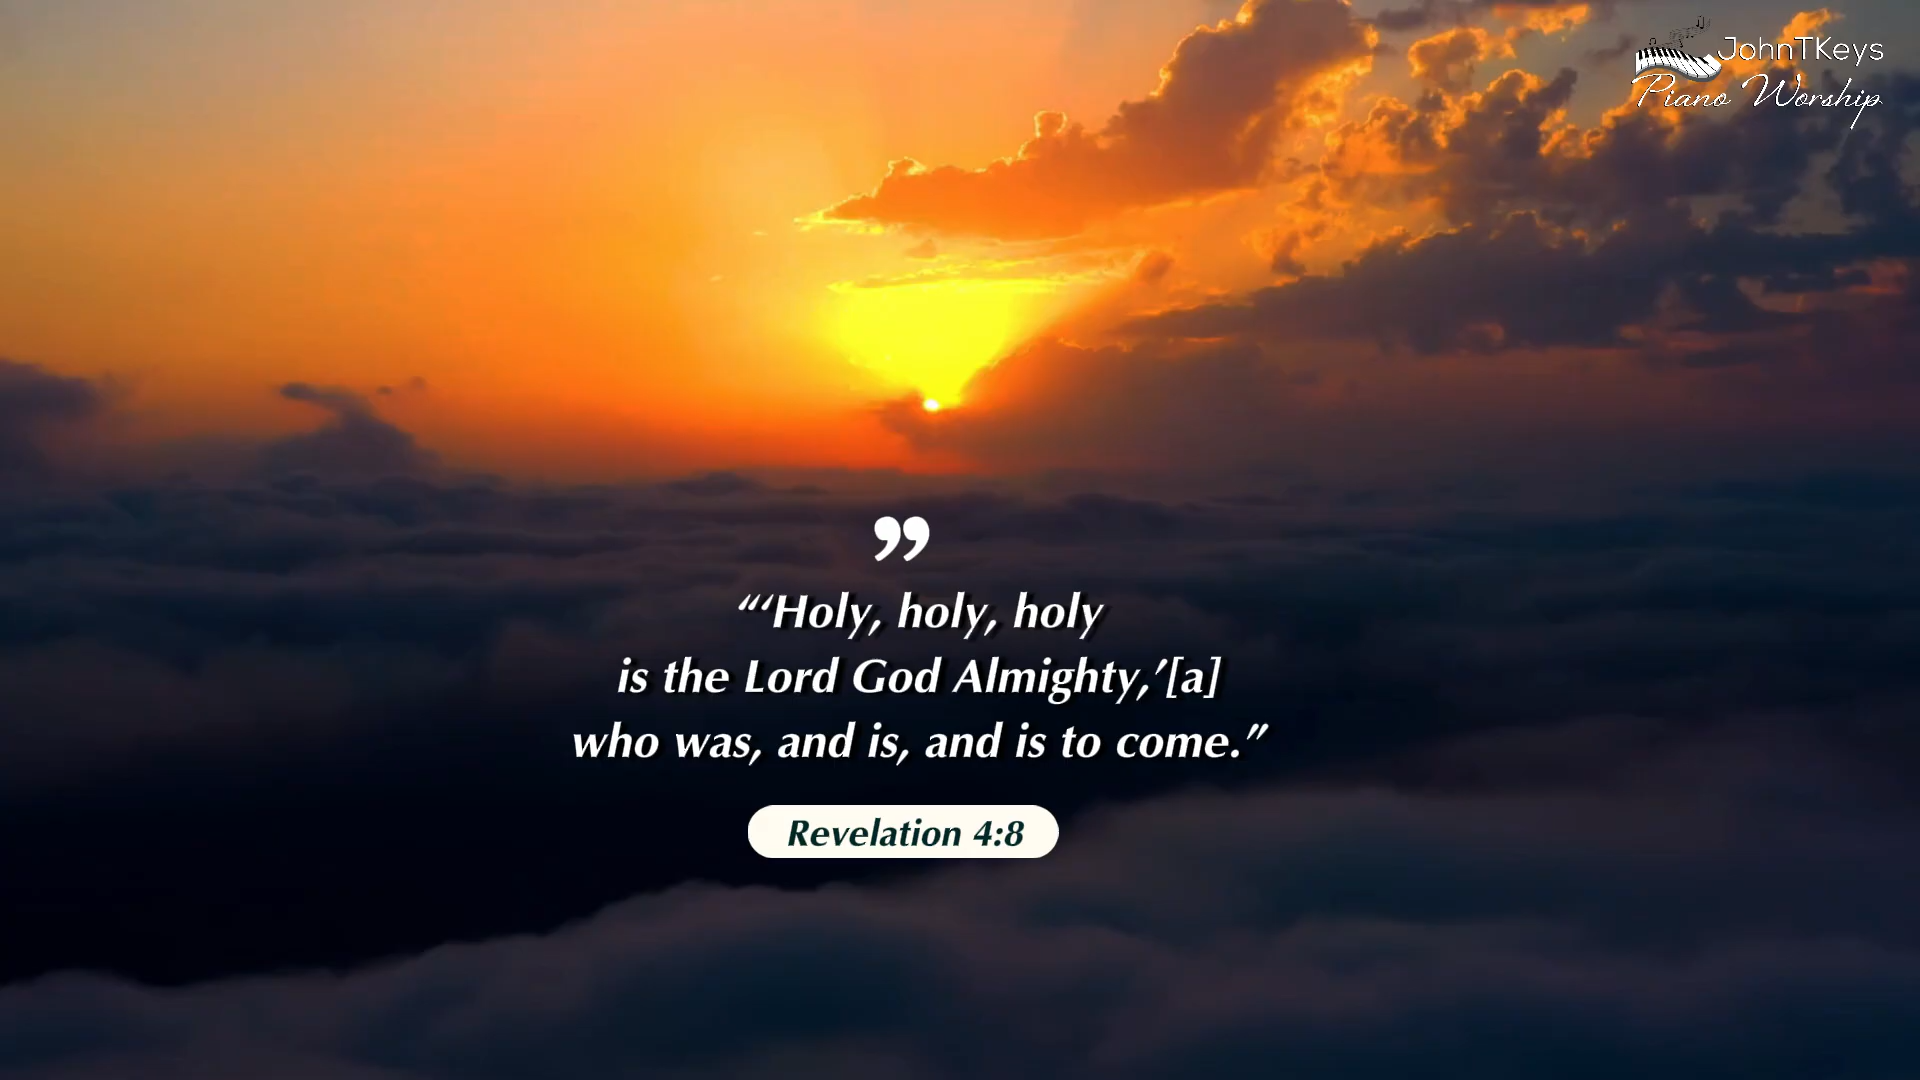 JohnTKeys
Piano Worship
”
“‘Holy, holy, holy
is the Lord God Almighty,’[a]
who was, and is, and is to come.”
Revelation 4:8